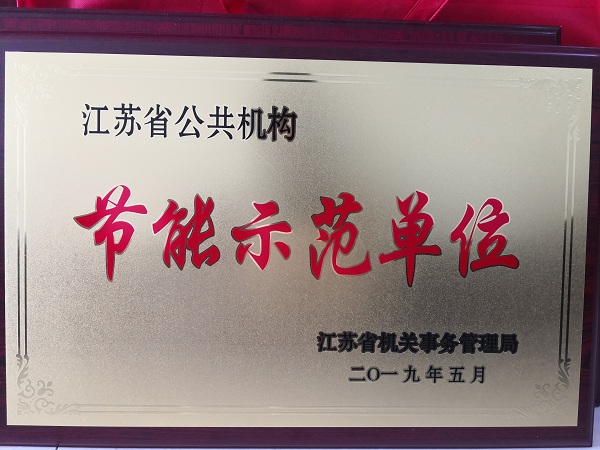 江苏省公共机构
节能示范单位
江苏省机关事务管理局
二〇一九年五月